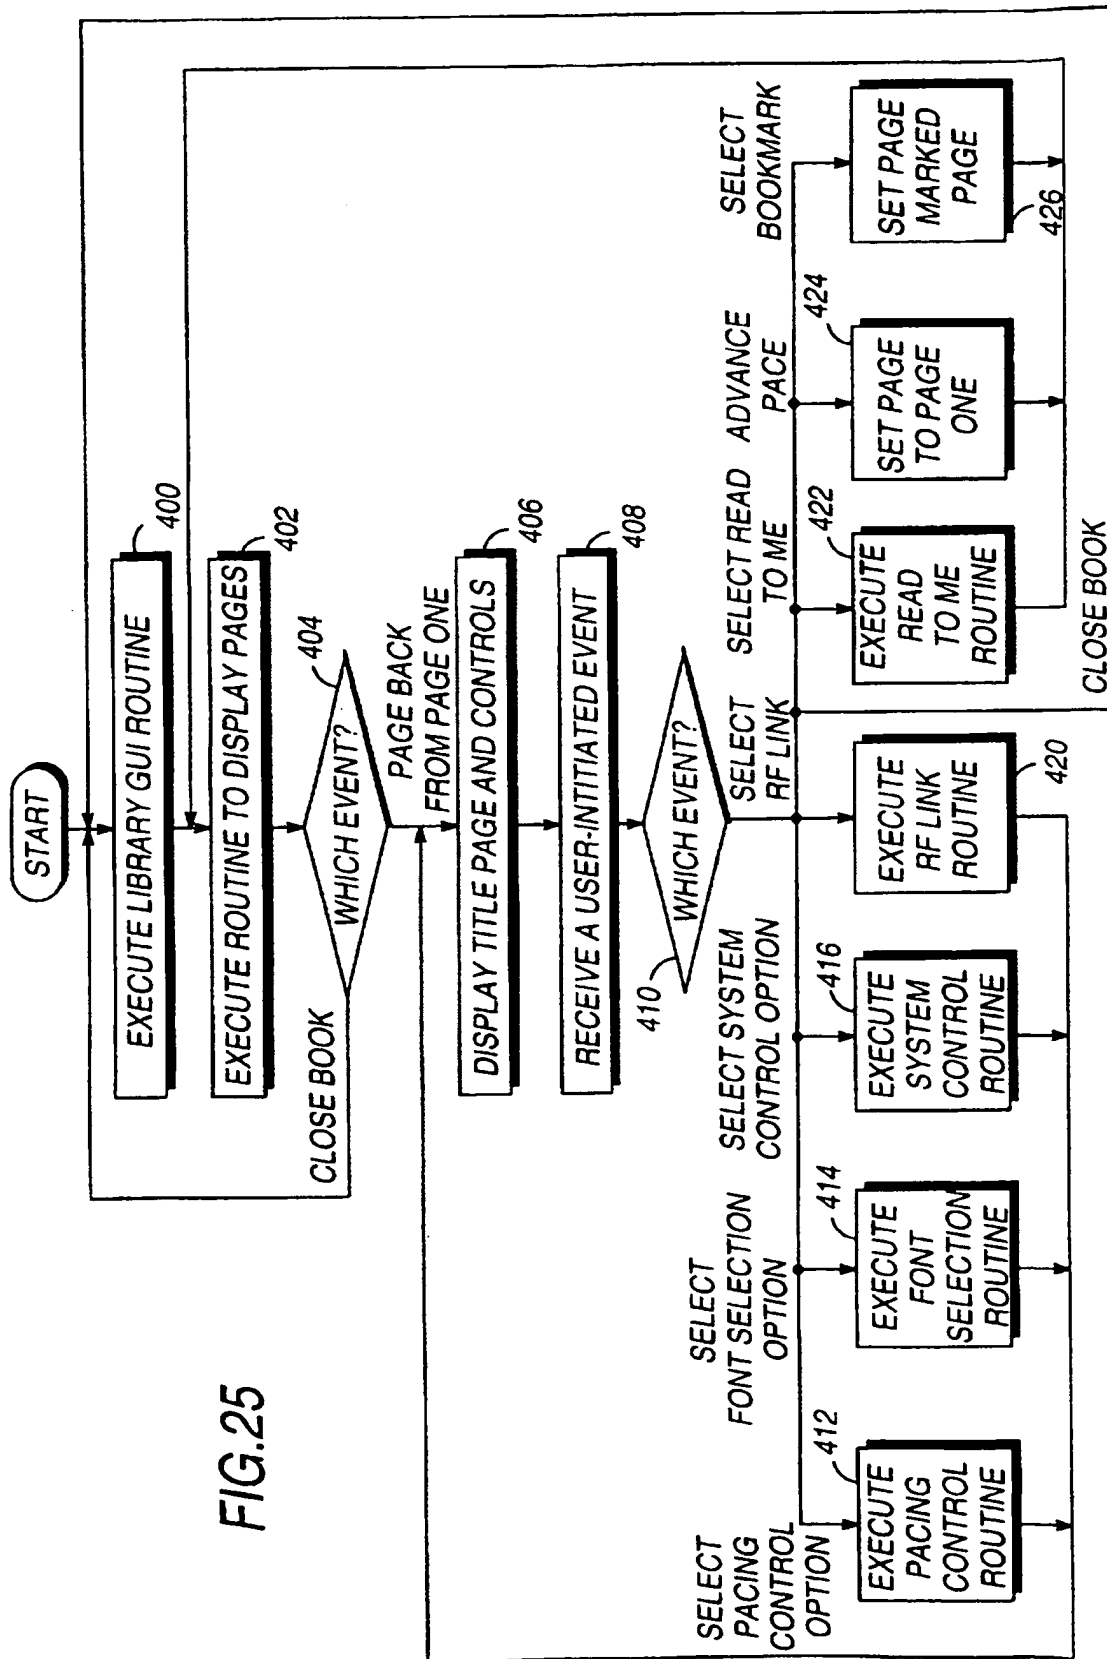 FIG.25
START
EXECUTE LIBRARY GUI ROUTINE
400
EXECUTE ROUTINE TO DISPLAY PAGES
402
WHICH EVENT?
404
CLOSE BOOK
PAGE BACK
FROM PAGE ONE
DISPLAY TITLE PAGE AND CONTROLS
406
RECEIVE A USER-INTIATED EVENT
408
WHICH EVENT?
410
SELECT
PACING
CONTROL
OPTION
SELECT
FONT SELECTION
OPTION
SELECT SYSTEM
CONTROL OPTION
SELECT
RF LINK
SELECT READ
TO ME
ADVANCE
PACE
SELECT
BOOKMARK
412
EXECUTE
PACING
CONTROL
ROUTINE
414
EXECUTE
FONT
SELECTION
ROUTINE
416
EXECUTE
SYSTEM
CONTROL
ROUTINE
EXECUTE
RF LINK
ROUTINE
420
422
EXECUTE
READ
TO ME
ROUTINE
424
SET PAGE
TO PAGE
ONE
SET PAGE
MARKED
PAGE
426
CLOSE BOOK